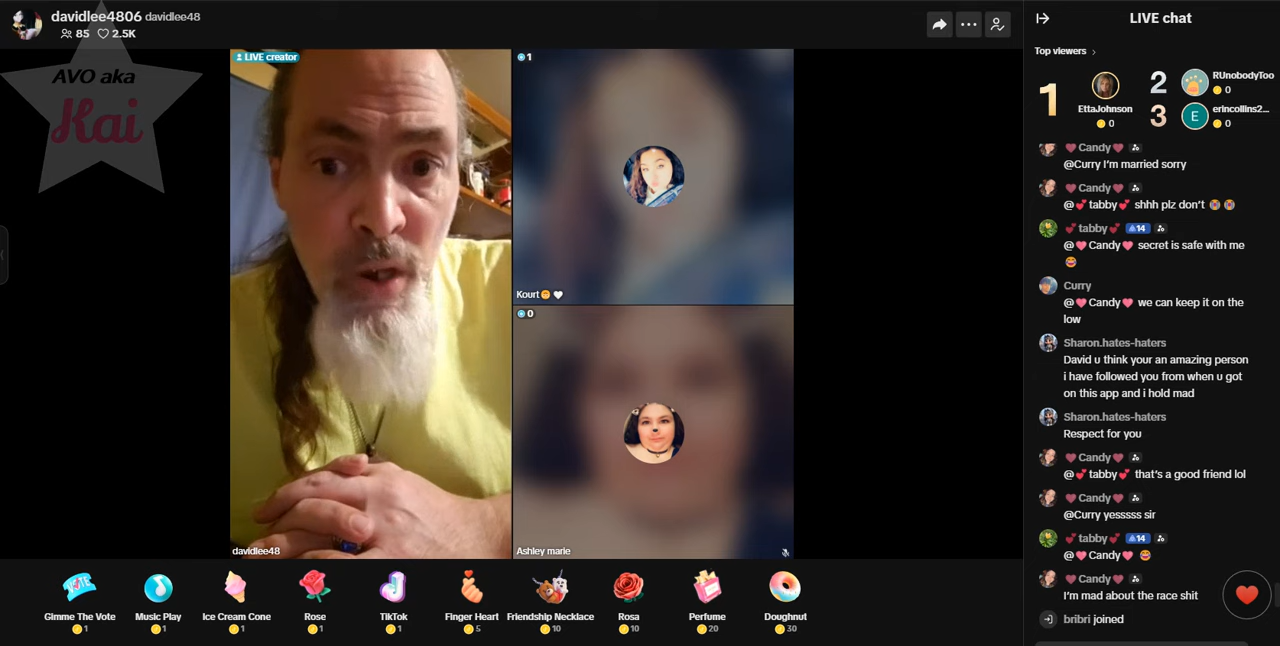 davidlee4806 davidlee48
85 2.5K
AVO aka
Kai
LIVE creator
1
Kourt
davidlee48
0
Ashley marie
Gimme The Vote
1
Music Play
1
Ice Cream Cone
1
Rose
1
TikTok
1
Finger Heart
5
Friendship Necklace
10
Rosa
10
Perfume
20
Doughnut
30
LIVE chat
Top viewers
1
EttaJohnson
0
2
RUnobodyToo
0
3
E
erincollins2...
0
Candy
@Curry I'm married sorry
Candy
@tabby shhh plz don't
tabby 14
@Candy secret is safe with me
Curry
@Candy we can keep it on the
low
Sharon.hates-haters
David u think your an amazing person
i have followed you from when u got
on this app and i hold mad
Sharon.hates-haters
Respect for you
Candy
@tabby that's a good friend lol
Candy
@Curry yesssss sir
tabby 14
@Candy
Candy
I'm mad about the race shit
bribri joined